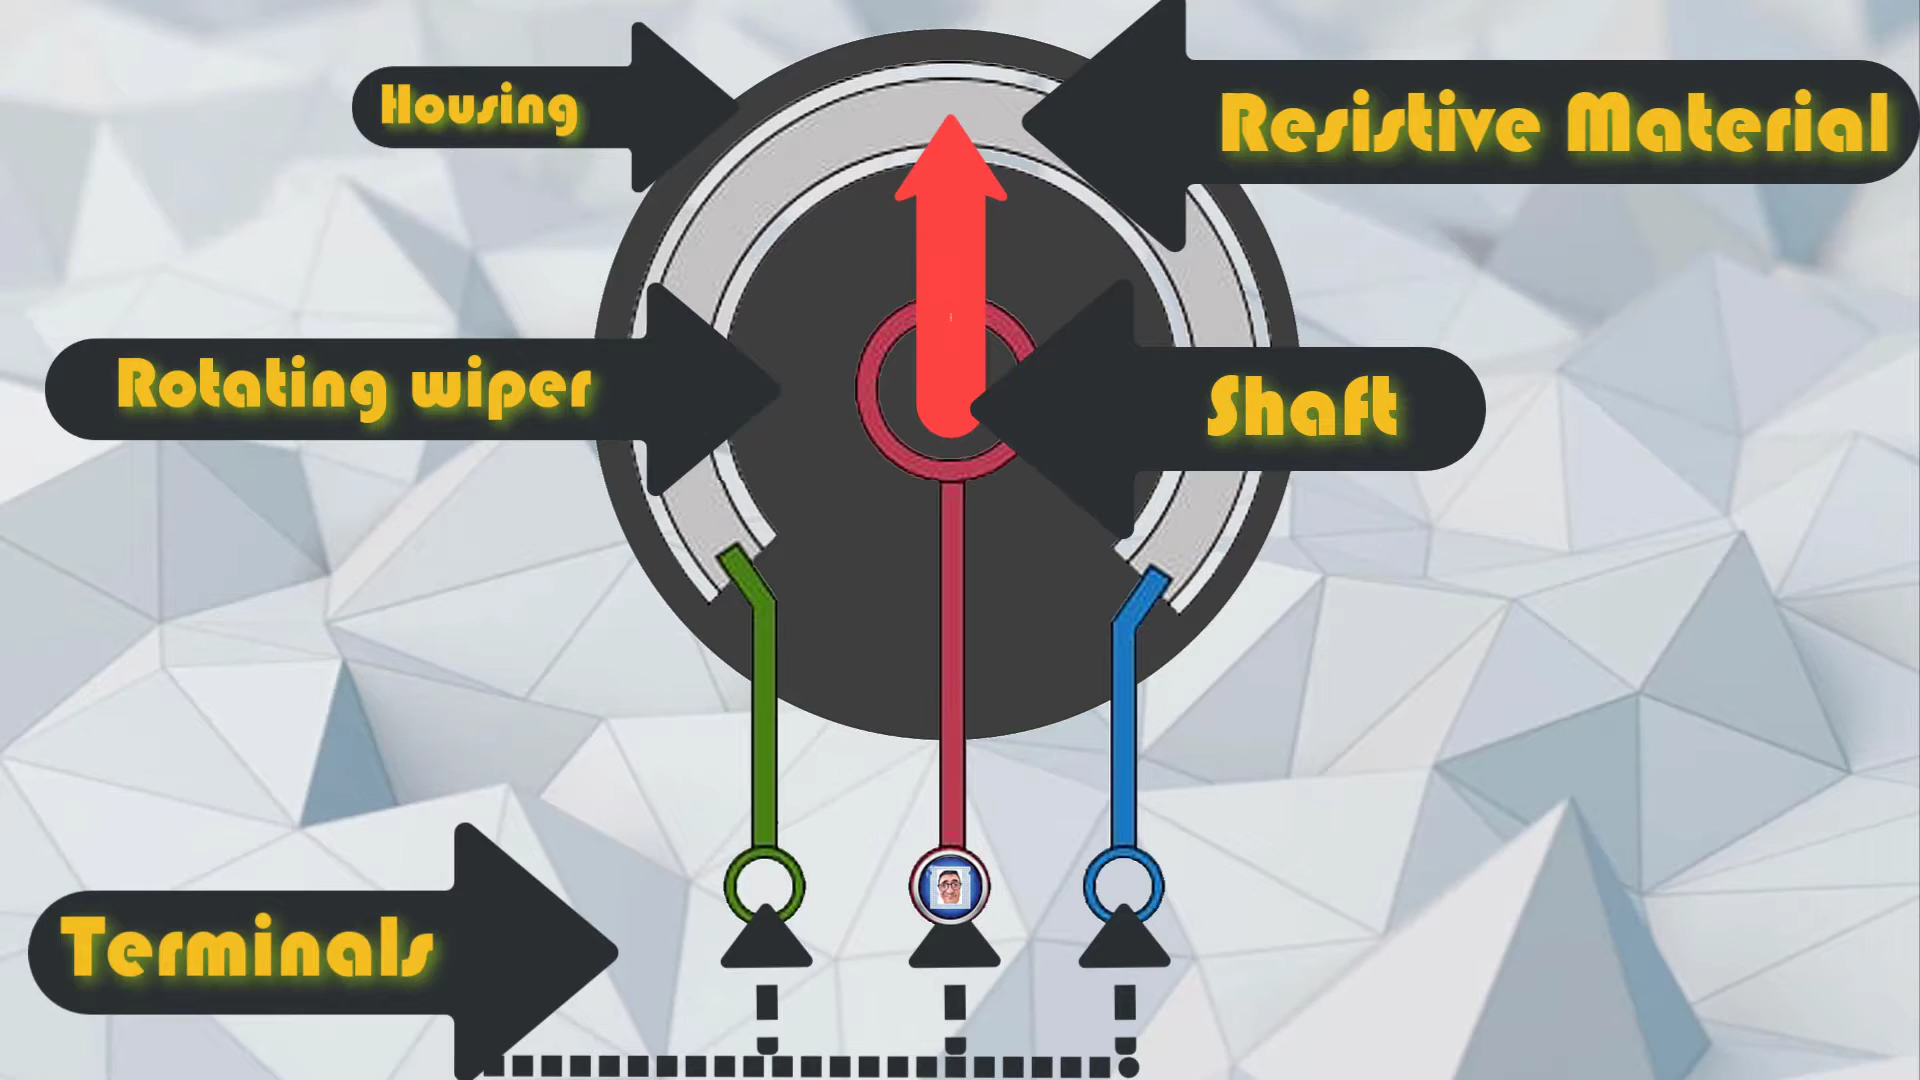 Housing
Resistive Material
Rotating wiper
Shaft
Terminals